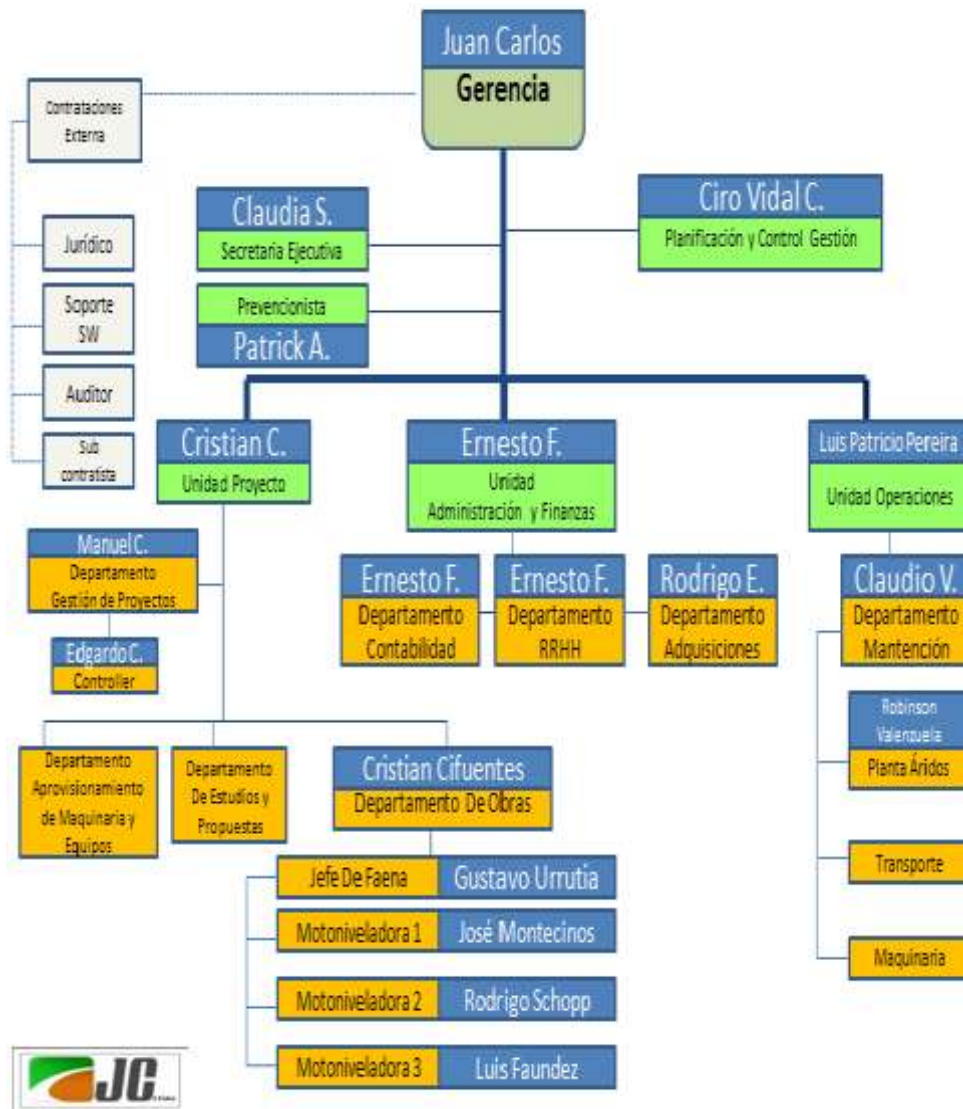 Juan Carlos
Gerencia
Contrataciones
Externa
Jurídico
Soporte
SW
Auditor
Sub
contratista
Claudia S.
Secretaria Ejecutiva
Prevencionista
Patrick A.
Ciro Vidal C.
Planificación y Control Gestión
Cristian C.
Unidad Proyecto
Ernesto F.
Unidad
Administración y Finanzas
Luis Patricio Pereira
Unidad Operaciones
Manuel C.
Departamento
Gestión de Proyectos
Edgardo C.
Controller
Ernesto F.
Departamento
Contabilidad
Ernesto F.
Departamento
RRHH
Rodrigo E.
Departamento
Adquisiciones
Claudio V.
Departamento
Mantención
Robinson
Valenzuela
Planta Áridos
Transporte
Maquinaria
Departamento
Aprovisionamiento
de Maquinaria y
Equipos
Departamento
De Estudios y
Propuestas
Cristian Cifuentes
Departamento De Obras
Jefe De Faena Gustavo Urrutia
Motoniveladora 1 José Montecinos
Motoniveladora 2 Rodrigo Schopp
Motoniveladora 3 Luis Faundez
JC